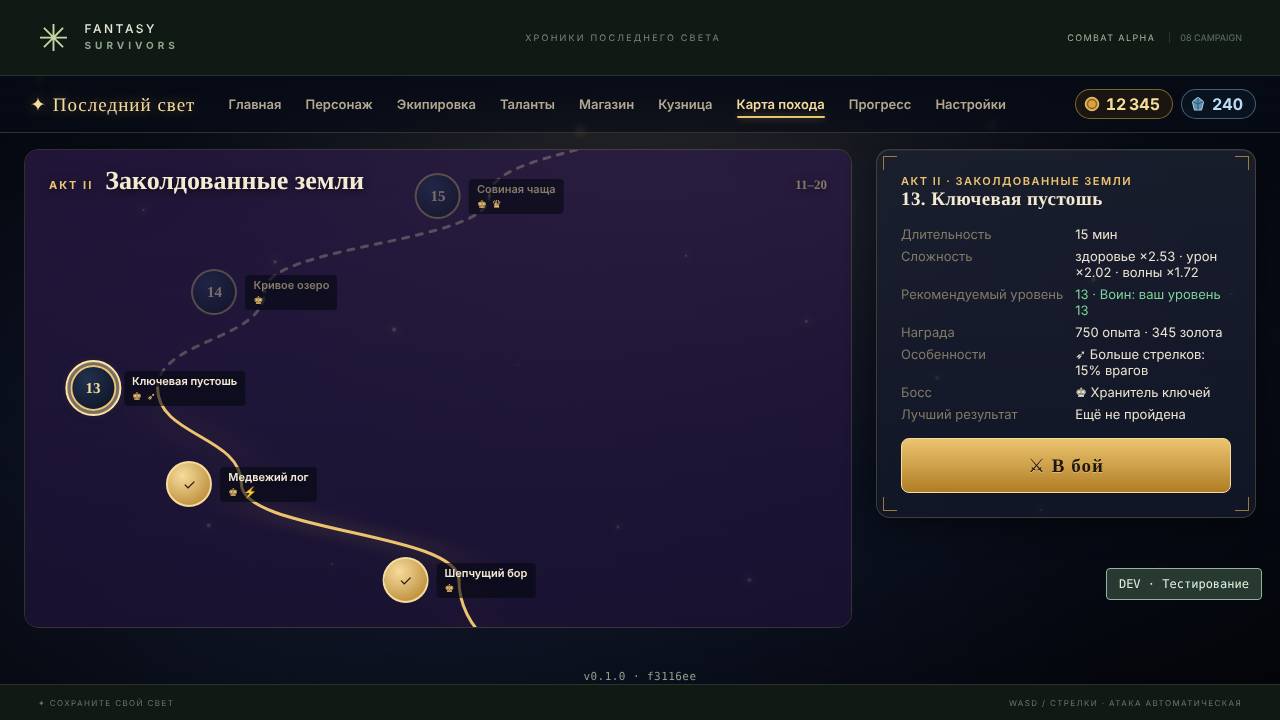 FANTASY
SURVIVORS
ХРОНИКИ ПОСЛЕДНЕГО СВЕТА
COMBAT ALPHA
08 CAMPAIGN
✦ Последний свет
Главная
Персонаж
Экипировка
Таланты
Магазин
Кузница
Карта похода
Прогресс
Настройки
12 345
240
АКТ II Заколдованные земли
11–20
15
Совиная чаща
♚ ♛
14
Кривое озеро
♚
13
Ключевая пустошь
♚ ➶
✓
Медвежий лог
♚ ⚡
✓
Шепчущий бор
♚
АКТ II · ЗАКОЛДОВАННЫЕ ЗЕМЛИ
13. Ключевая пустошь
Длительность 15 мин
Сложность здоровье ×2.53 · урон
×2.02 · волны ×1.72
Рекомендуемый уровень 13 · Воин: ваш уровень
13
Награда 750 опыта · 345 золота
Особенности ➶ Больше стрелков:
15% врагов
Босс ♚ Хранитель ключей
Лучший результат Ещё не пройдена
⚔ В бой
DEV · Тестирование
v0.1.0 · f3116ee
✦ СОХРАНИТЕ СВОЙ СВЕТ
WASD / СТРЕЛКИ · АТАКА АВТОМАТИЧЕСКАЯ